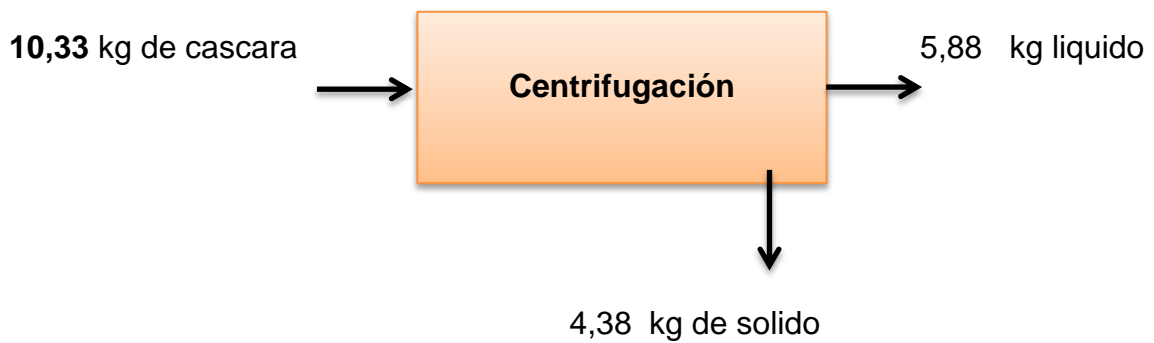 10,33 kg de cascara
5,88 kg liquido
Centrifugación
4,38 kg de solido